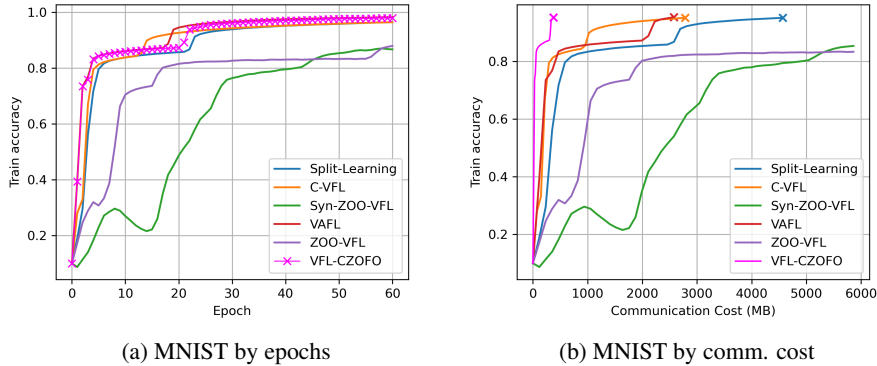 1.0
0.8
0.6
0.4
0.2
Train accuracy
0 10 20 30 40 50 60
Epoch
Split-Learning
C-VFL
Syn-ZOO-VFL
VAFL
ZOO-VFL
VFL-CZOFO
(a) MNIST by epochs
0.8
0.6
0.4
0.2
Train accuracy
0 1000 2000 3000 4000 5000 6000
Communication Cost (MB)
Split-Learning
C-VFL
Syn-ZOO-VFL
VAFL
ZOO-VFL
VFL-CZOFO
(b) MNIST by comm. cost